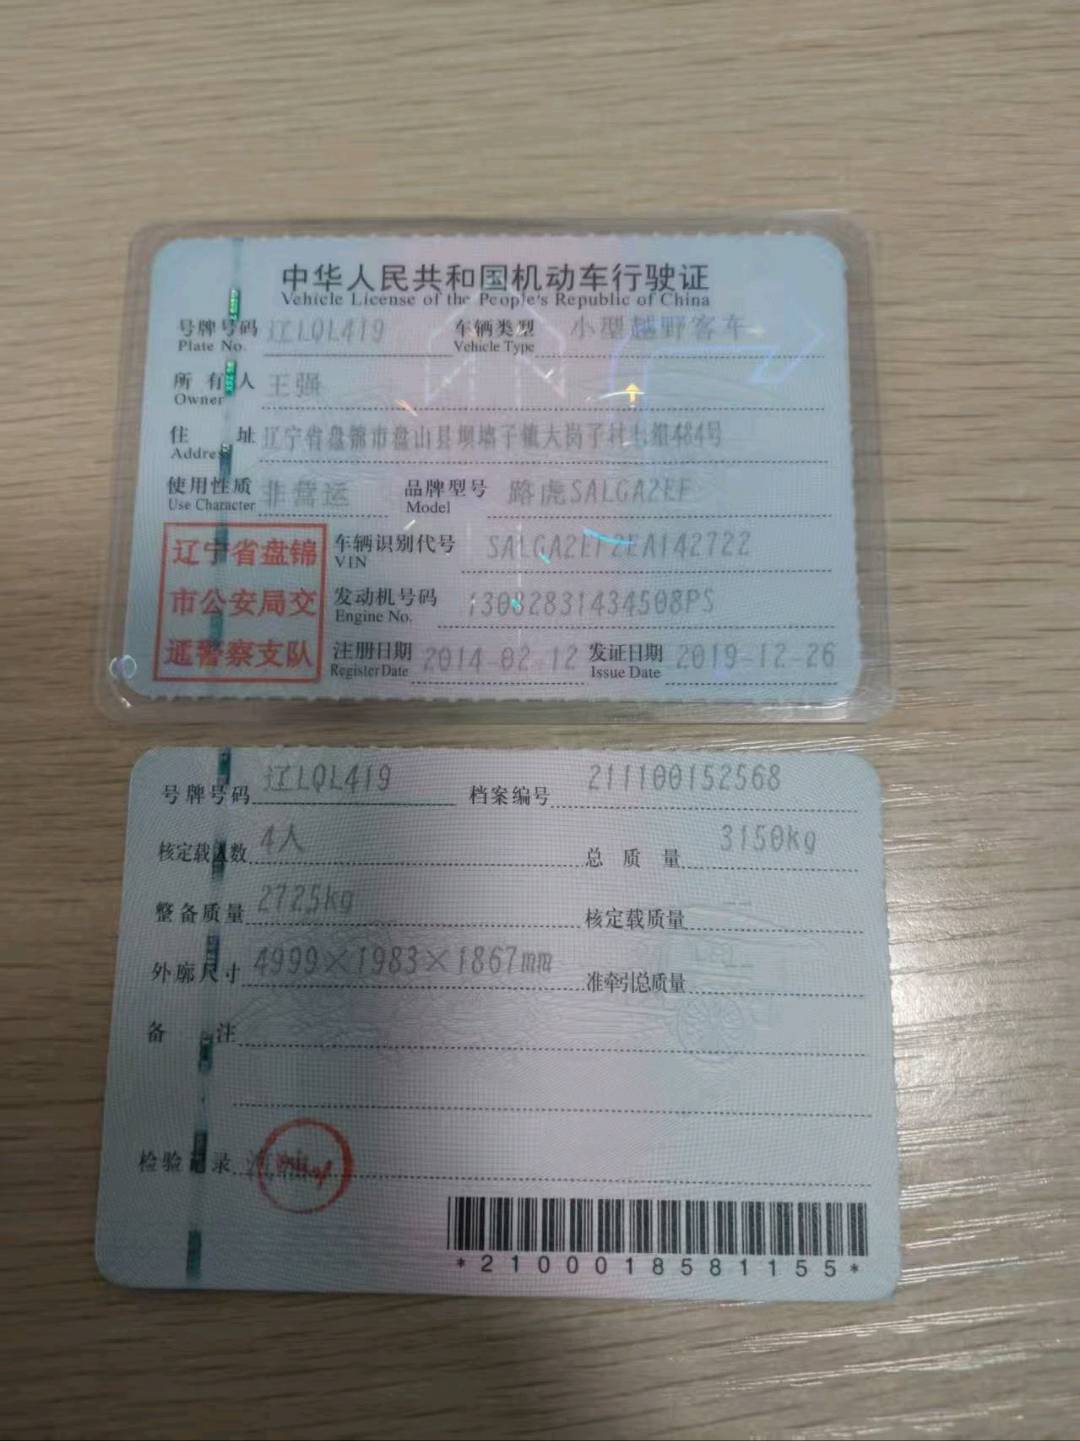 中华人民共和国机动车行驶证
Vehicle License of the People's Republic of China
号牌号码 辽LQL419 车辆类型 小型越野客车
Plate No. Vehicle Type
所有人 王强
Owner
住 址 辽宁省盘锦市盘山县坝墙子镇大岗子村七组484号
Address
使用性质 非营运 品牌型号 路虎SALGA2EF
Use Character Model
辽宁省盘锦 车辆识别代号 SALGA2EF2EA142722
VIN
市公安局交 发动机号码 13082831434508PS
Engine No.
通警察支队 注册日期 2014-02-12 发证日期 2019-12-26
Register Date Issue Date
号牌号码 辽LQL419 档案编号 211100152568
核定载人数 4人 总质量 3150kg
整备质量 2725kg 核定载质量 --
外廓尺寸 4999×1983×1867mm 准牵引总质量 --
备 注
检验记录
*2100018581155*